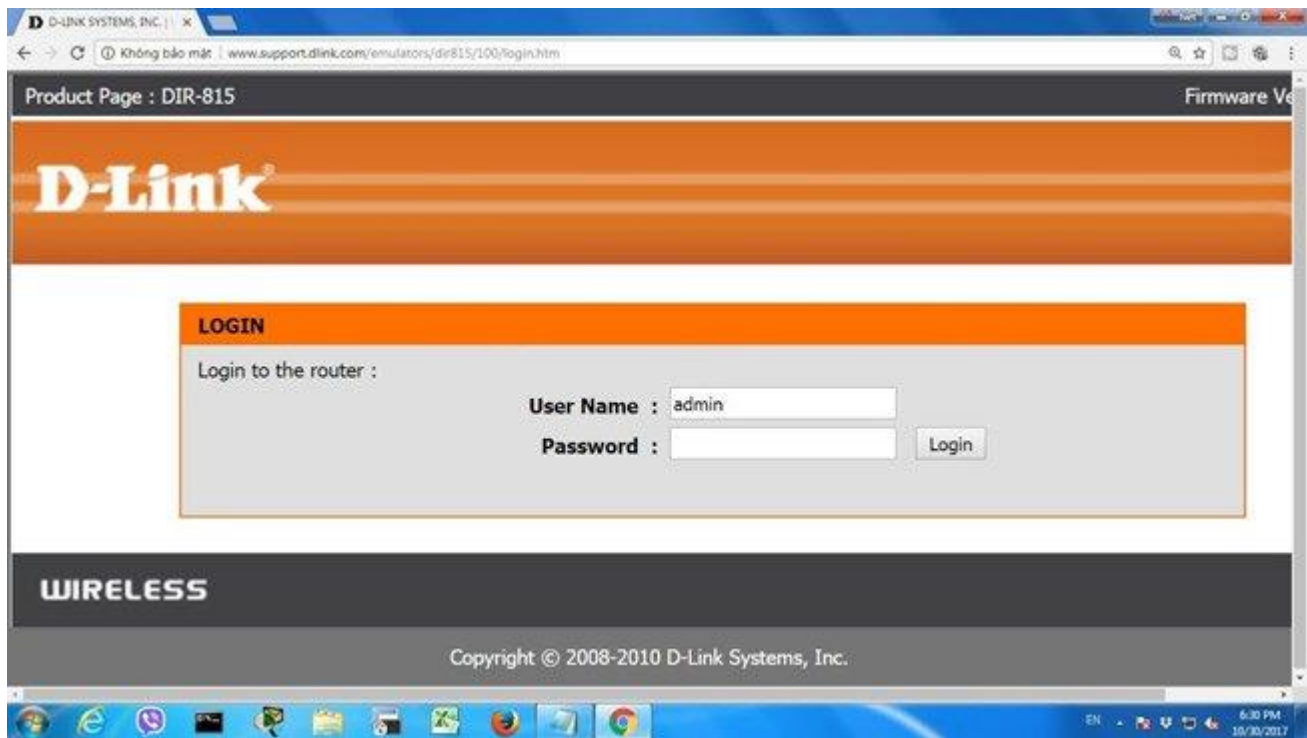 D-LINK SYSTEMS, INC. |
Không bảo mật | www.support.dlink.com/emulators/dir815/100/login.htm
Product Page : DIR-815 Firmware Ve
D-Link®
LOGIN
Login to the router :
User Name : admin
Password : Login
WIRELESS
Copyright © 2008-2010 D-Link Systems, Inc.
EN 6:30 PM
10/30/2017